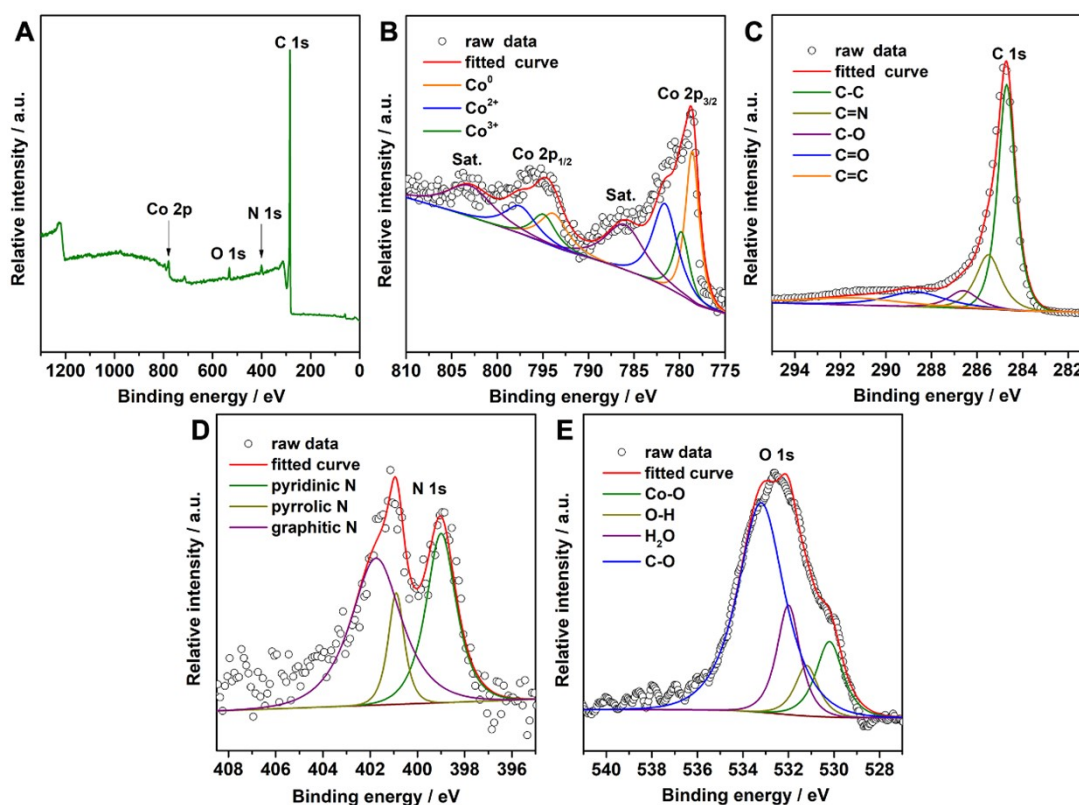 A
C 1s
Co 2p
O 1s
N 1s
Relative intensity / a.u.
1200 1000 800 600 400 200 0
Binding energy / eV
B
raw data
fitted curve
Co⁰
Co²⁺
Co³⁺
Co 2p₃/₂
Sat.
Co 2p₁/₂
Sat.
Relative intensity / a.u.
810 805 800 795 790 785 780 775
Binding energy / eV
C
raw data
fitted curve
C-C
C=N
C-O
C=O
C=C
C 1s
Relative intensity / a.u.
294 292 290 288 286 284 282
Binding energy / eV
D
raw data
fitted curve
pyridinic N
pyrrolic N
graphitic N
N 1s
Relative intensity / a.u.
408 406 404 402 400 398 396
Binding energy / eV
E
raw data
fitted curve
Co-O
O-H
H₂O
C-O
O 1s
Relative intensity / a.u.
540 538 536 534 532 530 528
Binding energy / eV